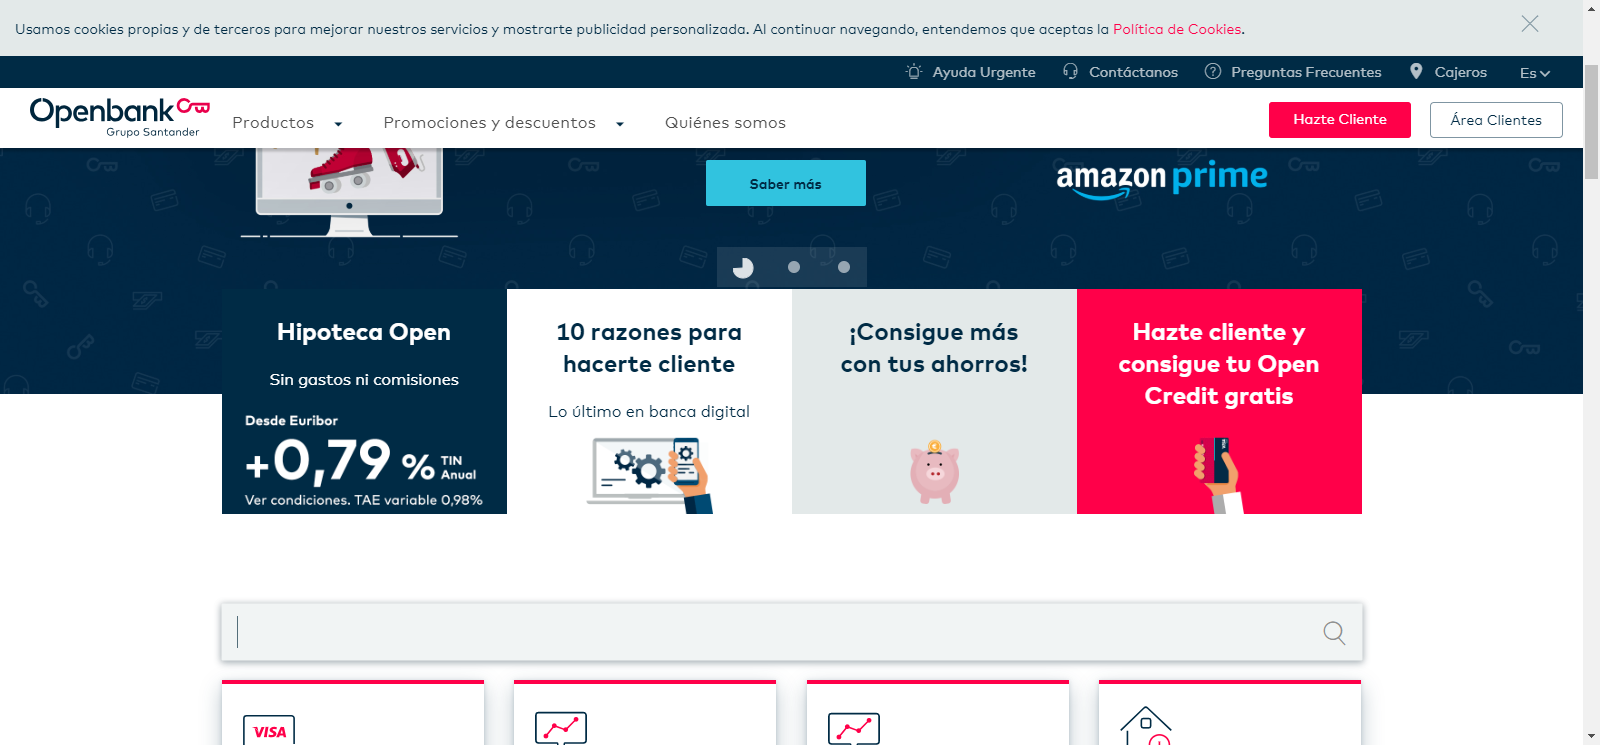 Usamos cookies propias y de terceros para mejorar nuestros servicios y mostrarte publicidad personalizada. Al continuar navegando, entendemos que aceptas la Política de Cookies.
Ayuda Urgente
Contáctanos
Preguntas Frecuentes
Cajeros
Es
Openbank
Grupo Santander
Productos
Promociones y descuentos
Quiénes somos
Hazte Cliente
Área Clientes
Saber más
amazon prime
Hipoteca Open
Sin gastos ni comisiones
Desde Euribor
+0,79 % TIN Anual
Ver condiciones. TAE variable 0,98%
10 razones para
hacerte cliente
Lo último en banca digital
¡Consigue más
con tus ahorros!
Hazte cliente y
consigue tu Open
Credit gratis
VISA
VISA